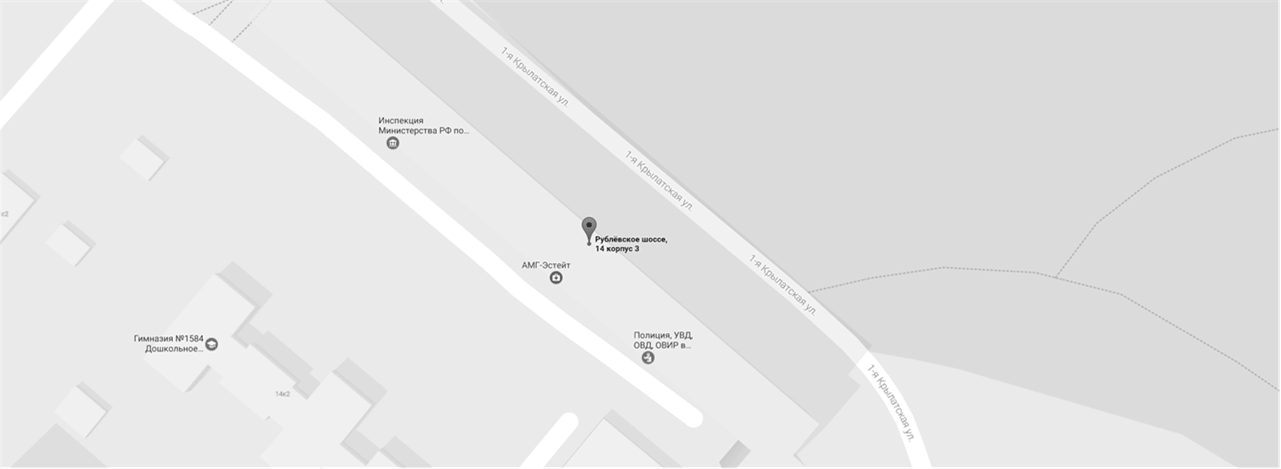 1-я Крылатская ул.
Инспекция
Министерства РФ по...
1-я Крылатская ул.
к2
Рублёвское шоссе,
14 корпус 3
АМГ-Эстейт
1-я Крылатская ул.
Гимназия №1584
Дошкольное...
Полиция, УВД,
ОВД, ОВИР в...
14к2
1-я Крылатская ул.